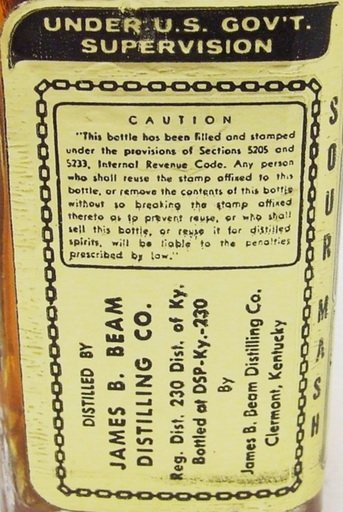 UNDER U.S. GOV'T.
SUPERVISION
CAUTION
"This bottle has been filled and stamped
under the provisions of Sections 5205 and
5233, Internal Revenue Code. Any person
who shall reuse the stamp affixed to this
bottle, or remove the contents of this bottle
without so breaking the stamp affixed
thereto as to prevent reuse, or who shall
sell this bottle, or reuse it for distilled
spirits, will be liable to the penalties
prescribed by law."
DISTILLED BY
JAMES B. BEAM
DISTILLING CO.
Reg. Dist. 230 Dist. of Ky.
Bottled at DSP-Ky.-230
By
James B. Beam Distilling Co.
Clermont, Kentucky
SOUR MASH